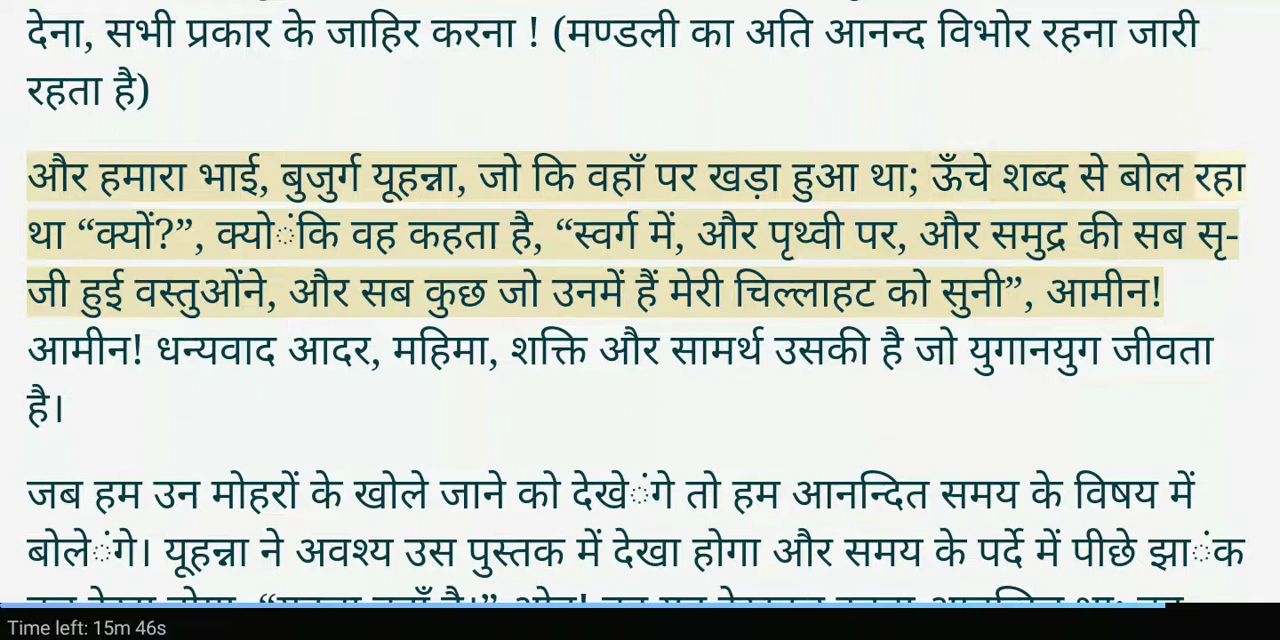 देना, सभी प्रकार के जाहिर करना ! (मण्डली का अति आनन्द विभोर रहना जारी
रहता है)
और हमारा भाई, बुजुर्ग यूहन्ना, जो कि वहाँ पर खड़ा हुआ था; ऊँचे शब्द से बोल रहा
था “क्यों?”, क्योंकि वह कहता है, “स्वर्ग में, और पृथ्वी पर, और समुद्र की सब सृ-
जी हुई वस्तुओंने, और सब कुछ जो उनमें हैं मेरी चिल्लाहट को सुनी”, आमीन!
आमीन! धन्यवाद आदर, महिमा, शक्ति और सामर्थ उसकी है जो युगानयुग जीवता
है।
जब हम उन मोहरों के खोले जाने को देखेंगे तो हम आनन्दित समय के विषय में
बोलेंगे। यूहन्ना ने अवश्य उस पुस्तक में देखा होगा और समय के पर्दे में पीछे झांक
Time left: 15m 46s